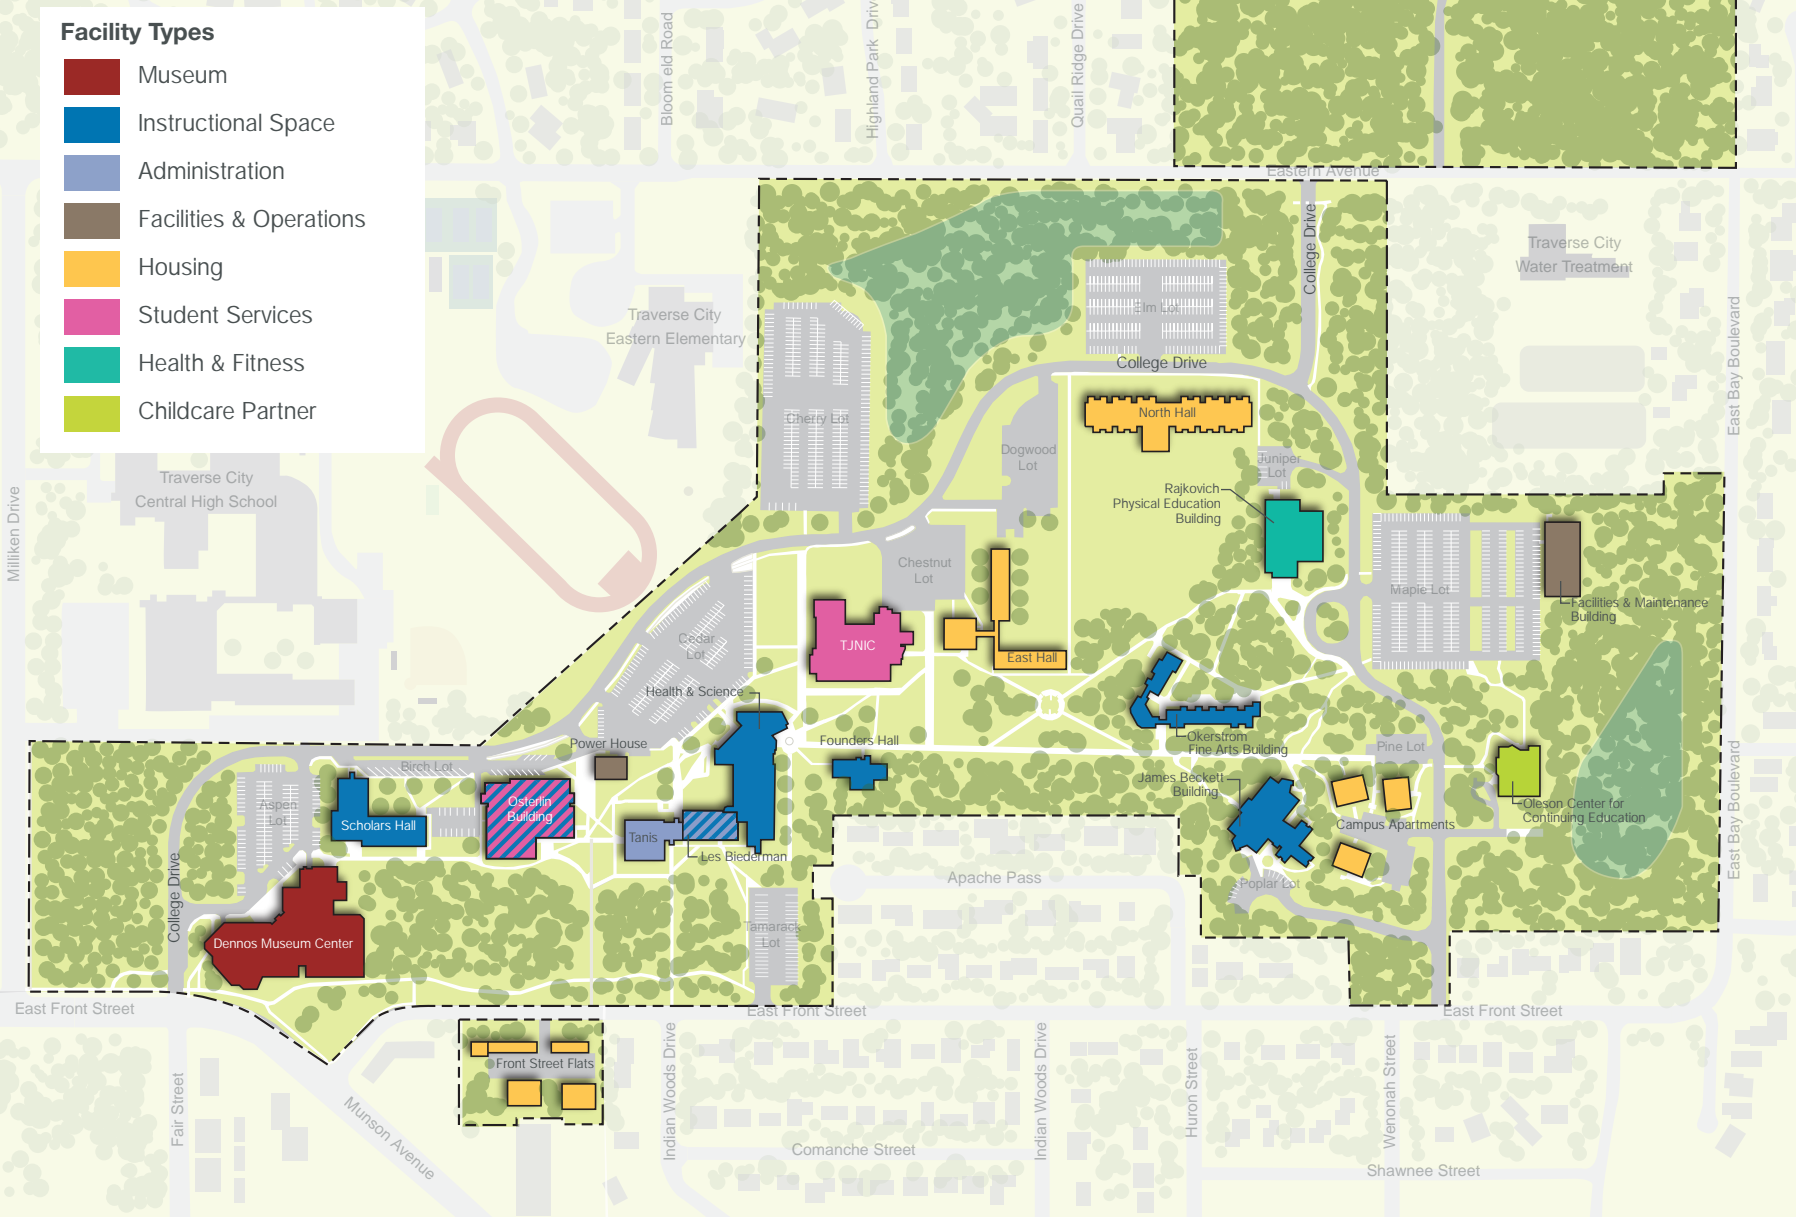 Facility Types
Museum
Instructional Space
Administration
Facilities & Operations
Housing
Student Services
Health & Fitness
Childcare Partner
Bloom eld Road
Highland Park Driv
Quail Ridge Drive
Eastern Avenue
College Drive
Traverse City
Water Treatment
Traverse City
Eastern Elementary
Elm Lot
College Drive
East Bay Boulevard
Cherry Lot
North Hall
Dogwood
Lot
Juniper
Lot
Traverse City
Central High School
Milliken Drive
Rajkovich
Physical Education
Building
Chestnut
Lot
Maple Lot
Facilities & Maintenance
Building
Cedar
Lot
TJNIC
East Hall
Health & Science
Power House
Founders Hall
Okerstrom
Fine Arts Building
Pine Lot
Birch Lot
James Beckett
Building
Aspen
Lot
Osterlin
Building
Scholars Hall
Tanis
Les Biederman
Campus Apartments
Oleson Center for
Continuing Education
East Bay Boulevard
College Drive
Apache Pass
Poplar Lot
Tamarack
Lot
Dennos Museum Center
East Front Street
East Front Street
East Front Street
Front Street Flats
Fair Street
Munson Avenue
Indian Woods Drive
Indian Woods Drive
Huron Street
Wenonah Street
Comanche Street
Shawnee Street